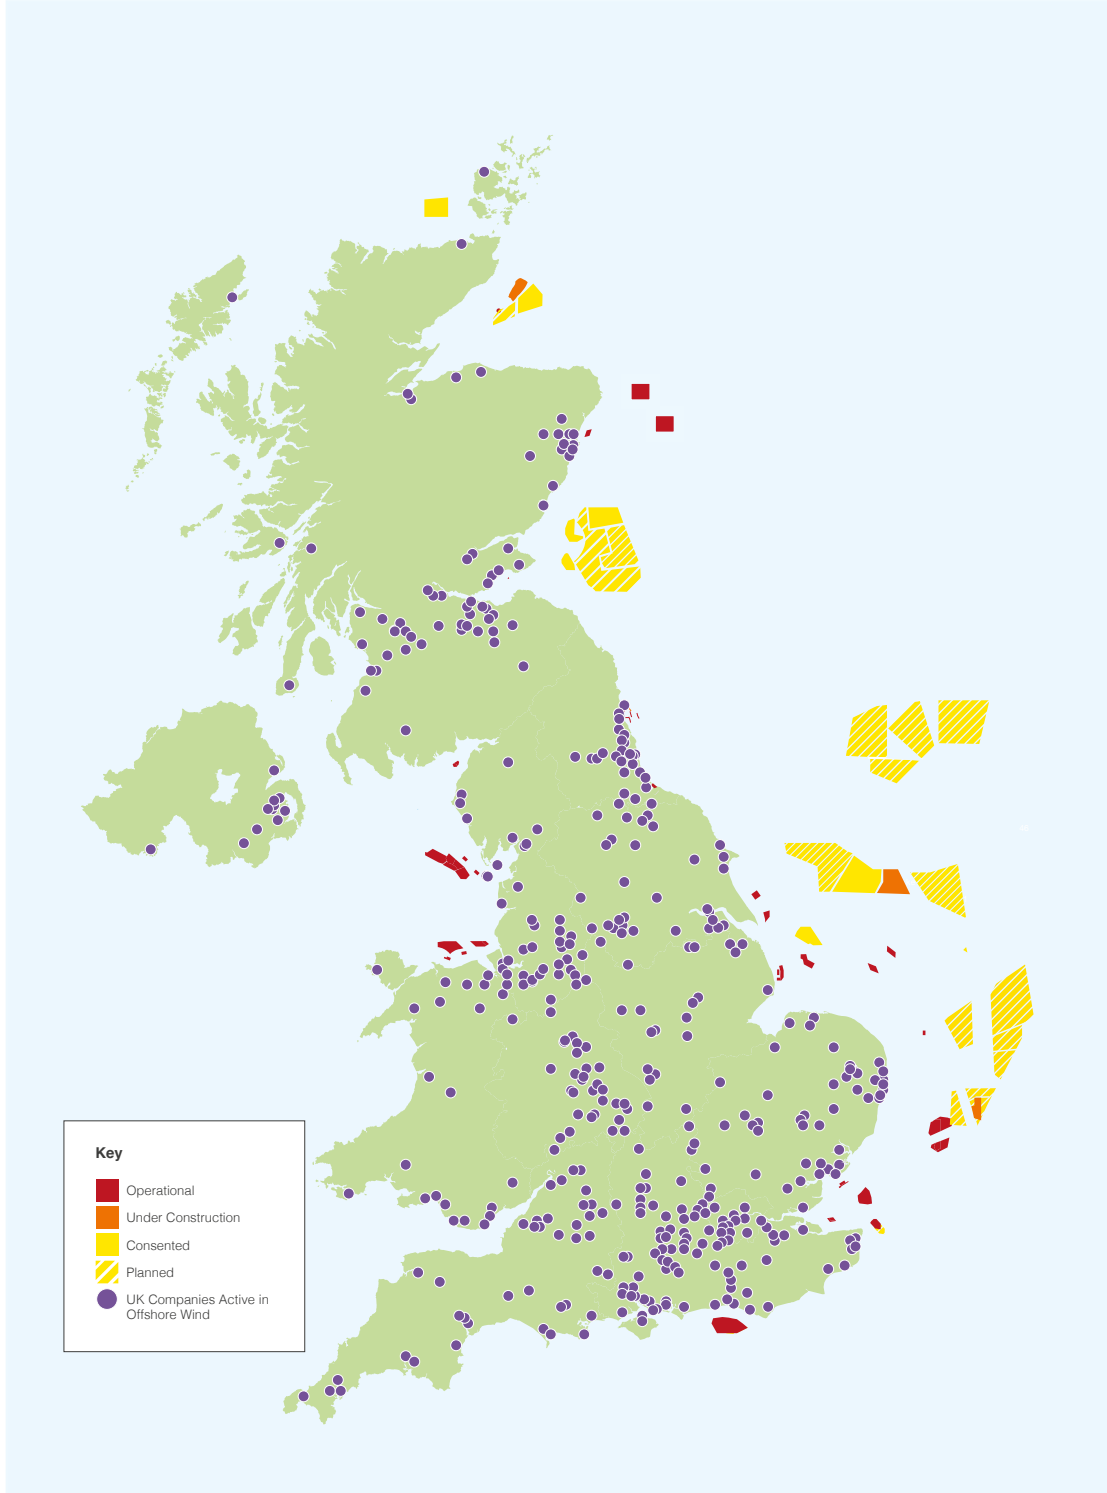 Key
Operational
Under Construction
Consented
Planned
UK Companies Active in
Offshore Wind